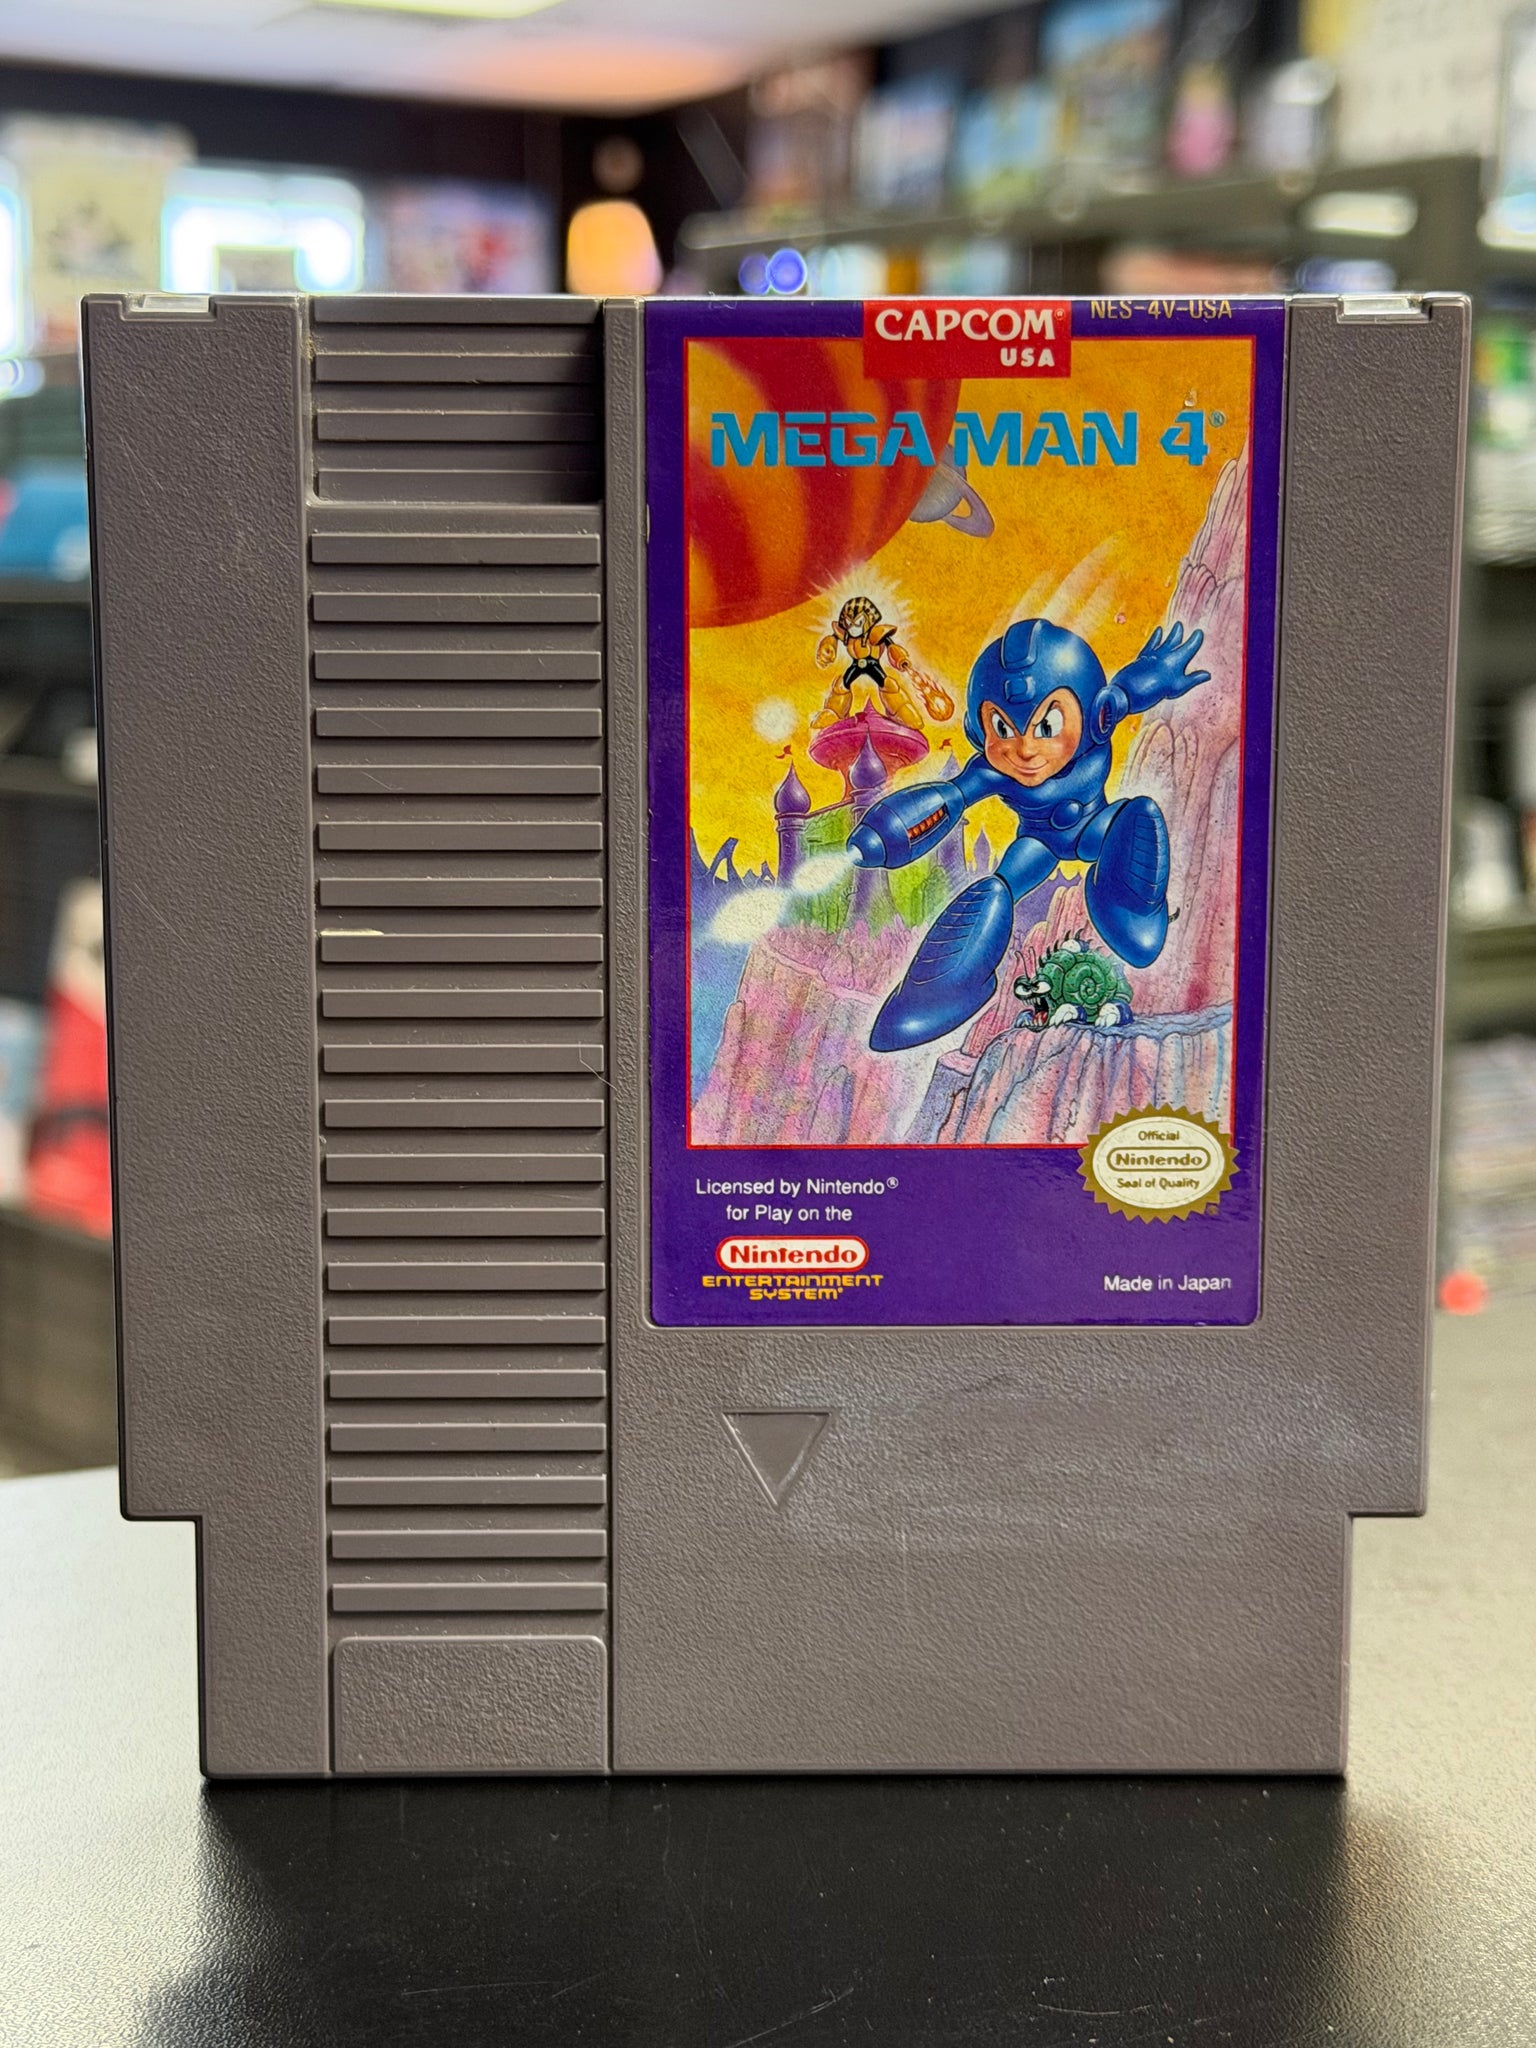 CAPCOM®
USA
NES-4V-USA
MEGA MAN 4®
Official
Nintendo
Seal of Quality
Licensed by Nintendo®
for Play on the
Nintendo
ENTERTAINMENT
SYSTEM®
Made in Japan